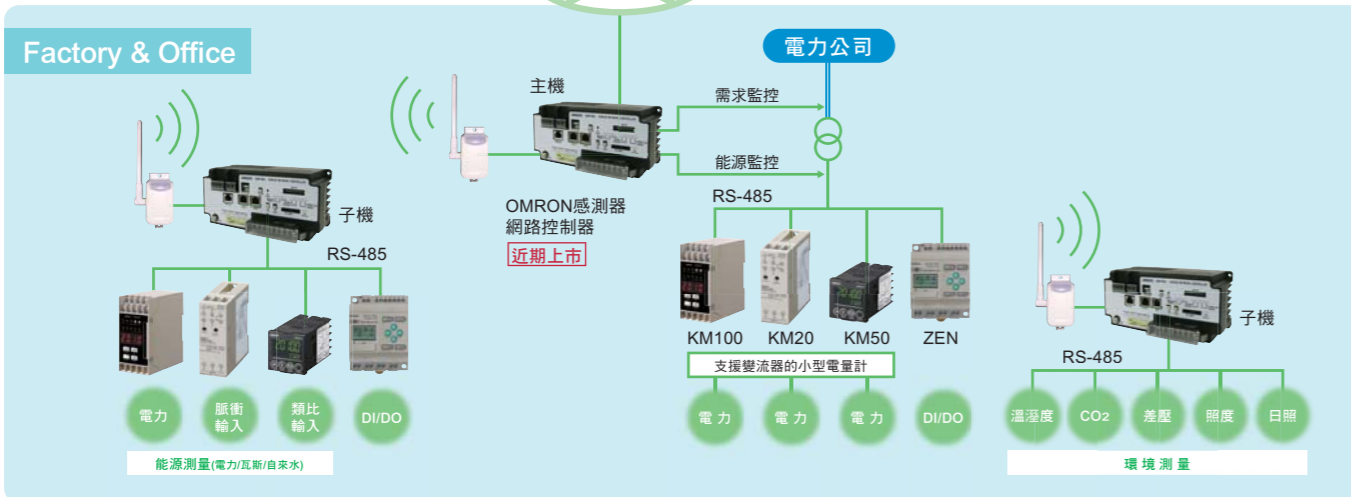 Factory & Office
電力公司
主機
需求監控
能源監控
子機
OMRON感測器
網路控制器
近期上市
RS-485
RS-485
子機
RS-485
KM100
KM20
KM50
ZEN
支援變流器的小型電量計
電力
脈衝
輸入
類比
輸入
DI/DO
電 力
電 力
電 力
DI/DO
溫溼度
CO2
差壓
照度
日照
能源測量(電力/瓦斯/自來水)
環 境 測 量